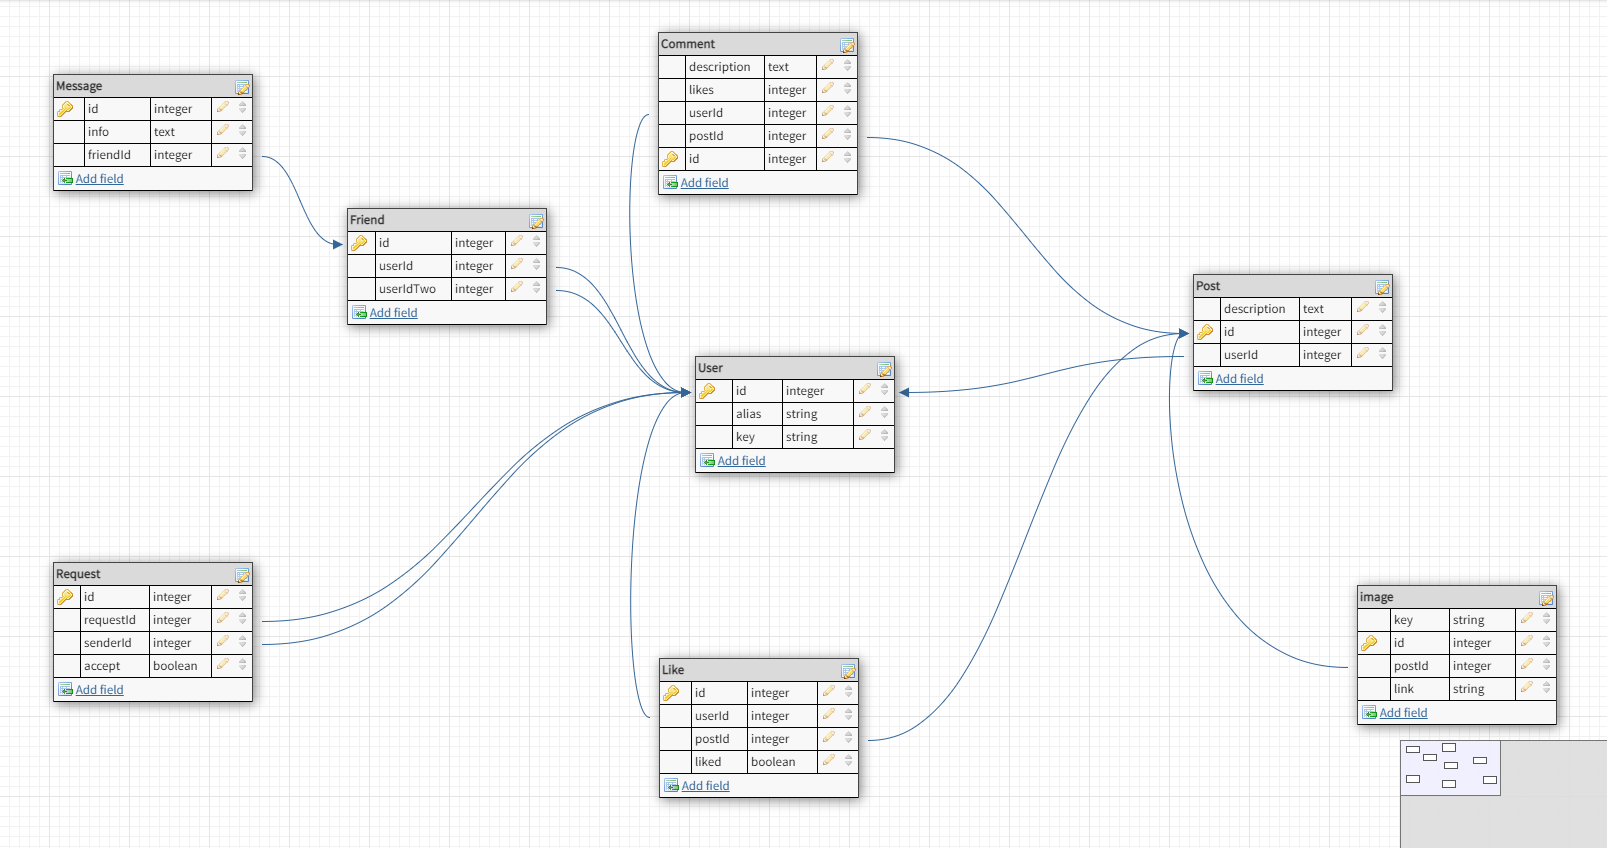 Comment
description text
likes integer
userId integer
postId integer
id integer
Add field
Message
id integer
info text
friendId integer
Add field
Friend
id integer
userId integer
userIdTwo integer
Add field
Post
description text
id integer
userId integer
Add field
User
id integer
alias string
key string
Add field
Request
id integer
requestId integer
senderId integer
accept boolean
Add field
Like
id integer
userId integer
postId integer
liked boolean
Add field
image
key string
id integer
postId integer
link string
Add field